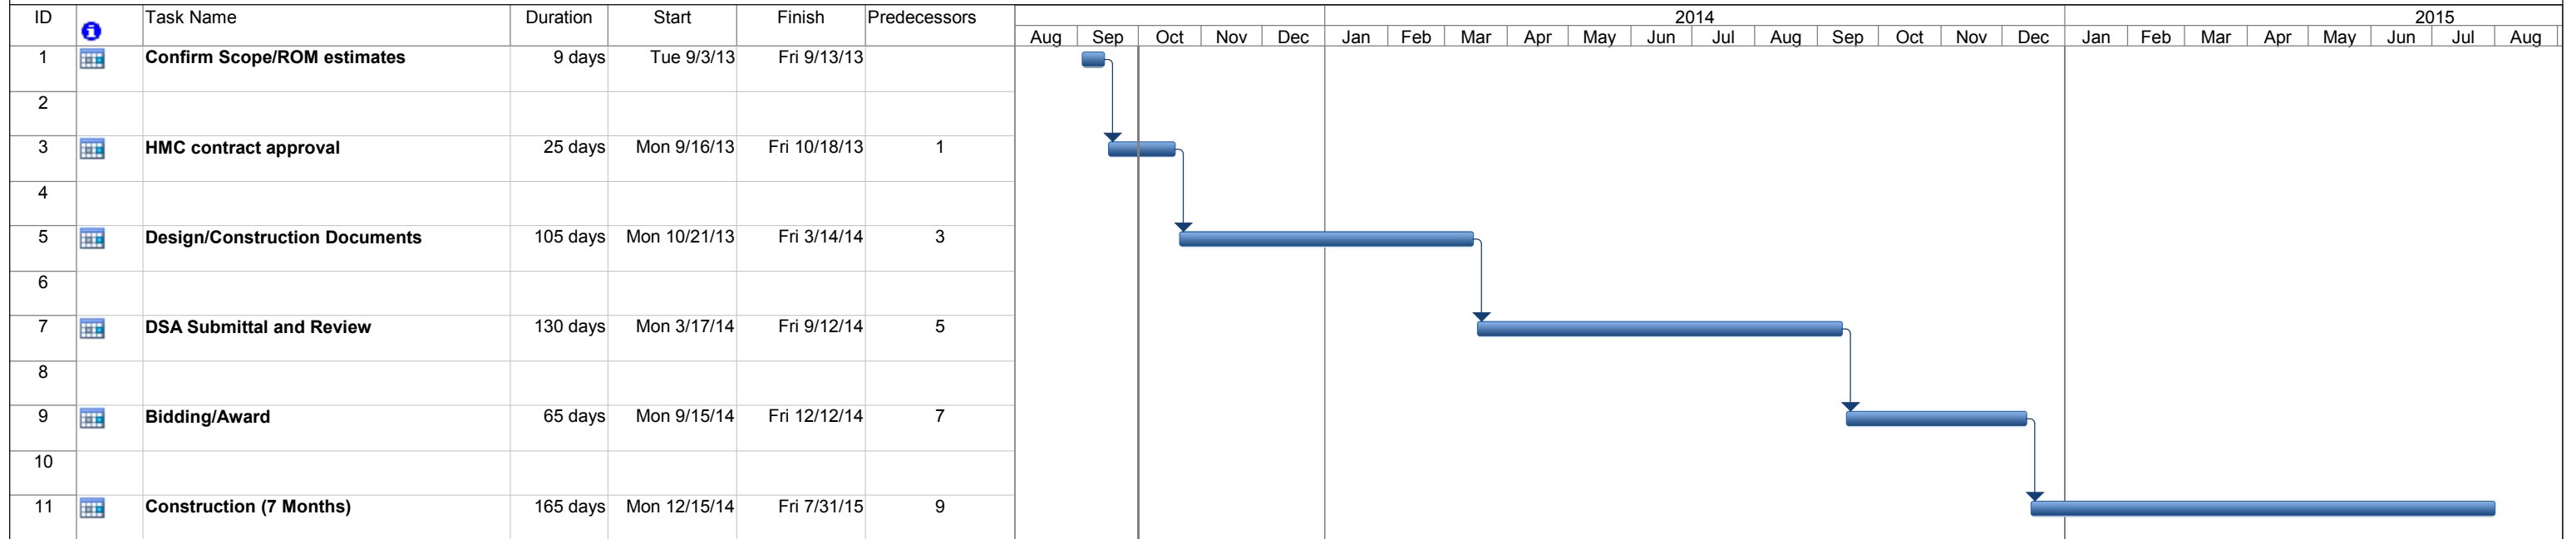 ID Task Name Duration Start Finish Predecessors 2014 2015
i Aug Sep Oct Nov Dec Jan Feb Mar Apr May Jun Jul Aug Sep Oct Nov Dec Jan Feb Mar Apr May Jun Jul Aug
1 Confirm Scope/ROM estimates 9 days Tue 9/3/13 Fri 9/13/13
2
3 HMC contract approval 25 days Mon 9/16/13 Fri 10/18/13 1
4
5 Design/Construction Documents 105 days Mon 10/21/13 Fri 3/14/14 3
6
7 DSA Submittal and Review 130 days Mon 3/17/14 Fri 9/12/14 5
8
9 Bidding/Award 65 days Mon 9/15/14 Fri 12/12/14 7
10
11 Construction (7 Months) 165 days Mon 12/15/14 Fri 7/31/15 9